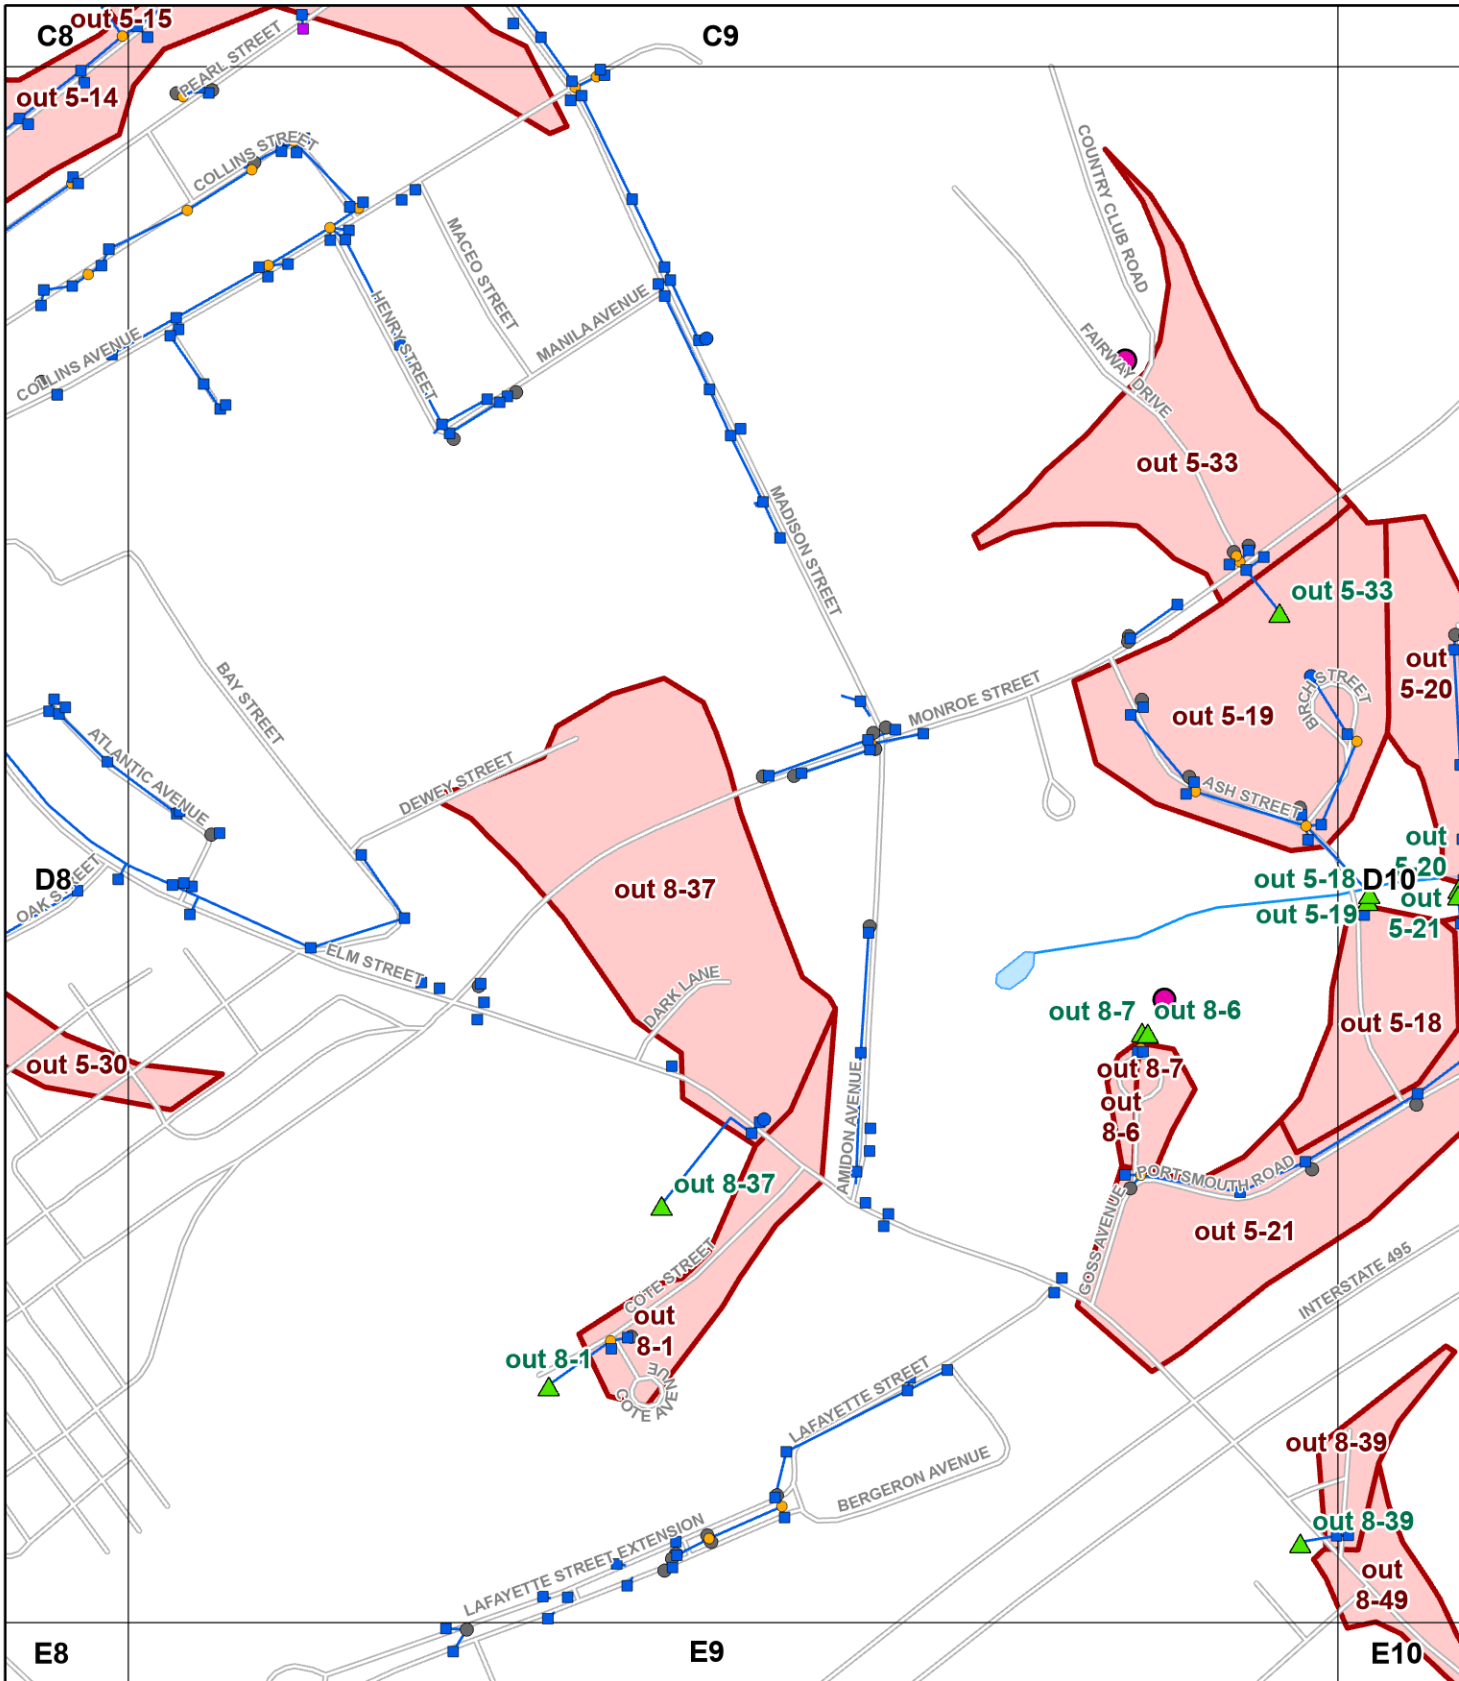 out 5-15
C8
C9
PEARL STREET
out 5-14
COLLINS STREET
COUNTRY CLUB ROAD
MACEO STREET
HENRY STREET
MANILA AVENUE
COLLINS AVENUE
FAIRWAY DRIVE
out 5-33
MADISON STREET
out 5-33
BAY STREET
out
5-20
MONROE STREET
BIRCH STREET
out 5-19
ATLANTIC AVENUE
DEWEY STREET
ASH STREET
out
5-20
D8
OAK STREET
out 8-37
out 5-18
D10
out
5-21
out 5-19
ELM STREET
DARK LANE
out 8-7
out 8-6
out 5-18
out 5-30
out 8-7
out
8-6
AMIDON AVENUE
PORTSMOUTH ROAD
out 8-37
out 5-21
GOSS AVENUE
COTE STREET
INTERSTATE 495
out
8-1
out 8-1
COTE AVENUE
LAFAYETTE STREET
BERGERON AVENUE
out 8-39
out 8-39
LAFAYETTE STREET EXTENSION
out
8-49
E8
E9
E10